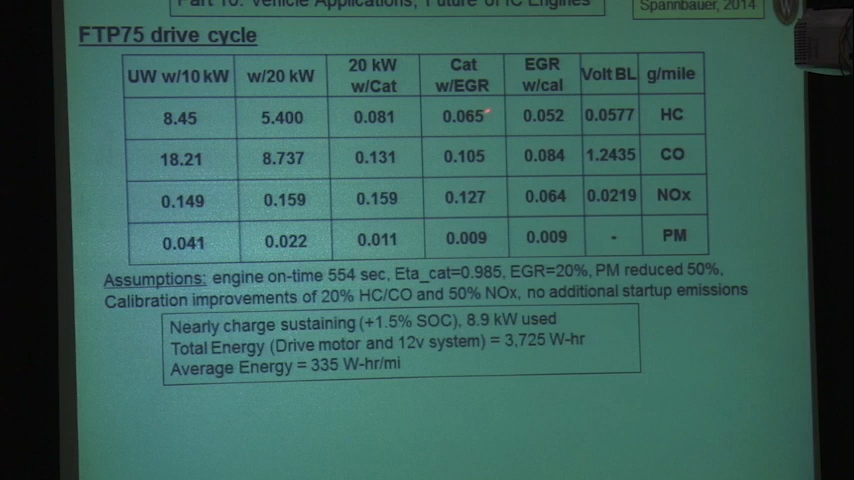 Part 10: Vehicle Applications, Future of IC Engines
Spannbauer, 2014
FTP75 drive cycle
UW w/10 kW w/20 kW 20 kW w/Cat Cat w/EGR EGR w/cal Volt BL g/mile
8.45 5.400 0.081 0.065 0.052 0.0577 HC
18.21 8.737 0.131 0.105 0.084 1.2435 CO
0.149 0.159 0.159 0.127 0.064 0.0219 NOx
0.041 0.022 0.011 0.009 0.009 - PM
Assumptions: engine on-time 554 sec, Eta_cat=0.985, EGR=20%, PM reduced 50%,
Calibration improvements of 20% HC/CO and 50% NOx, no additional startup emissions
Nearly charge sustaining (+1.5% SOC), 8.9 kW used
Total Energy (Drive motor and 12v system) = 3,725 W-hr
Average Energy = 335 W-hr/mi